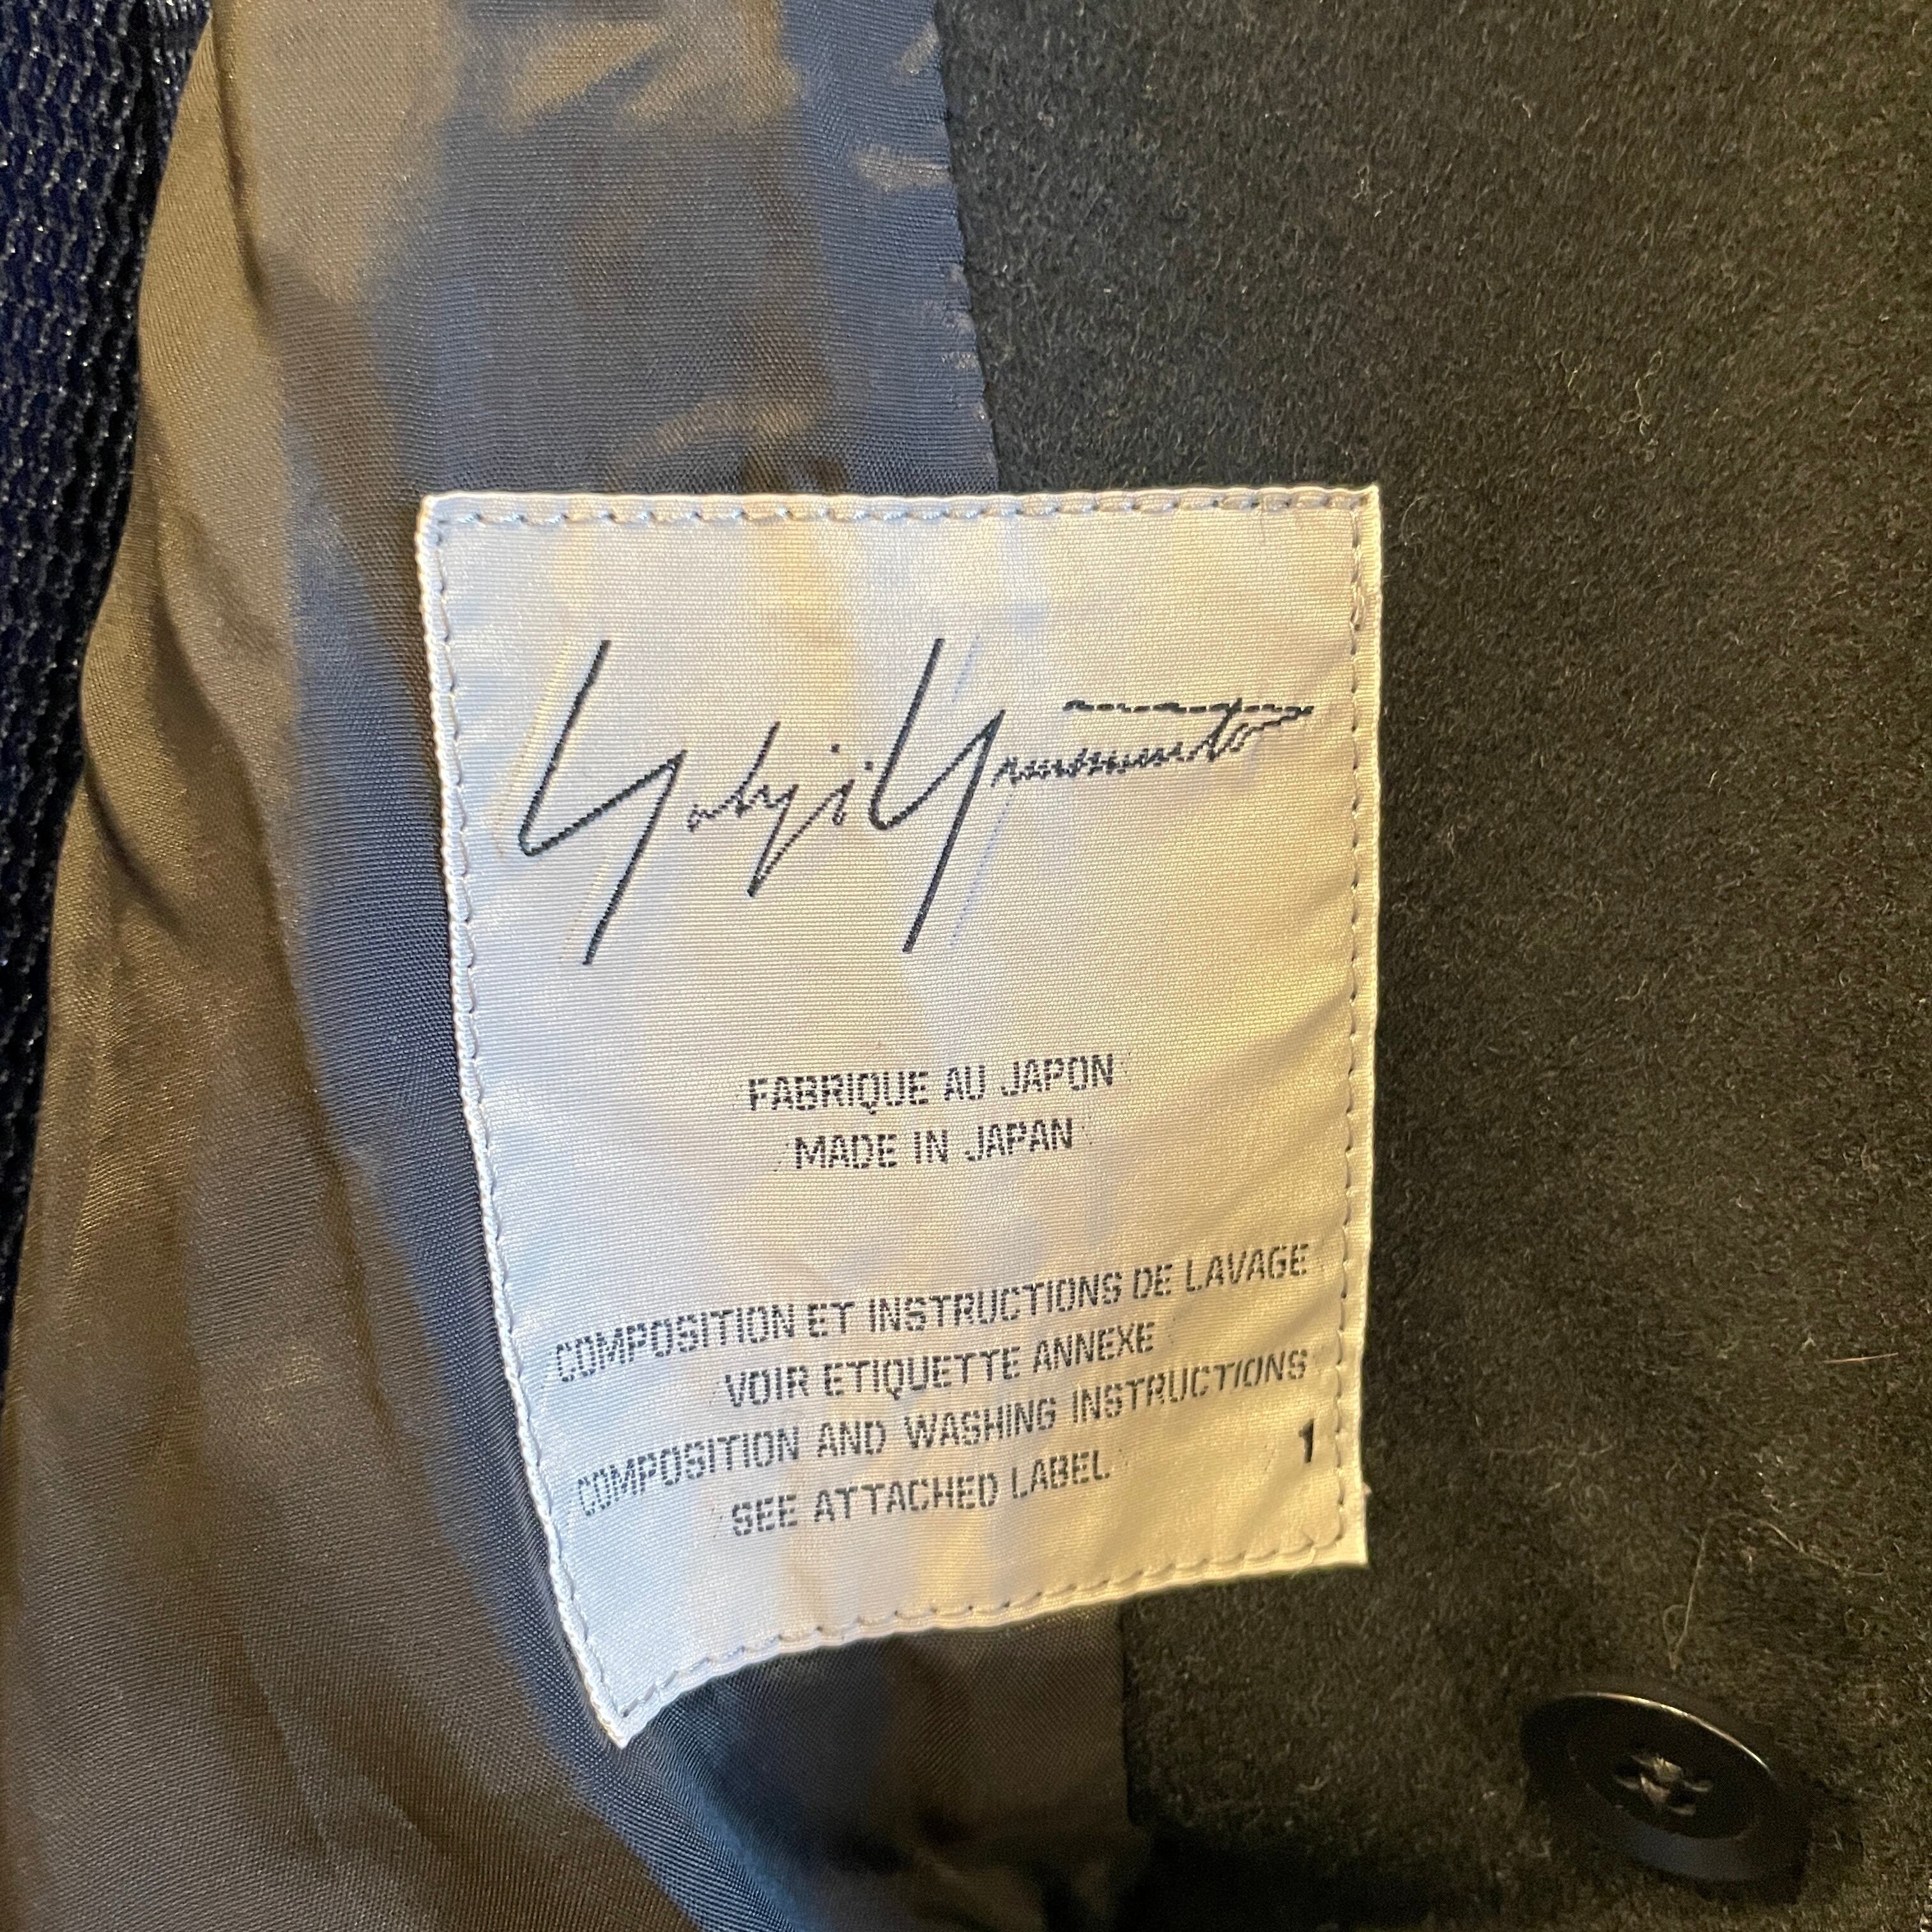 Yohji Yamamoto
FABRIQUE AU JAPON
MADE IN JAPAN
COMPOSITION ET INSTRUCTIONS DE LAVAGE
VOIR ETIQUETTE ANNEXE
COMPOSITION AND WASHING INSTRUCTIONS
SEE ATTACHED LABEL 1